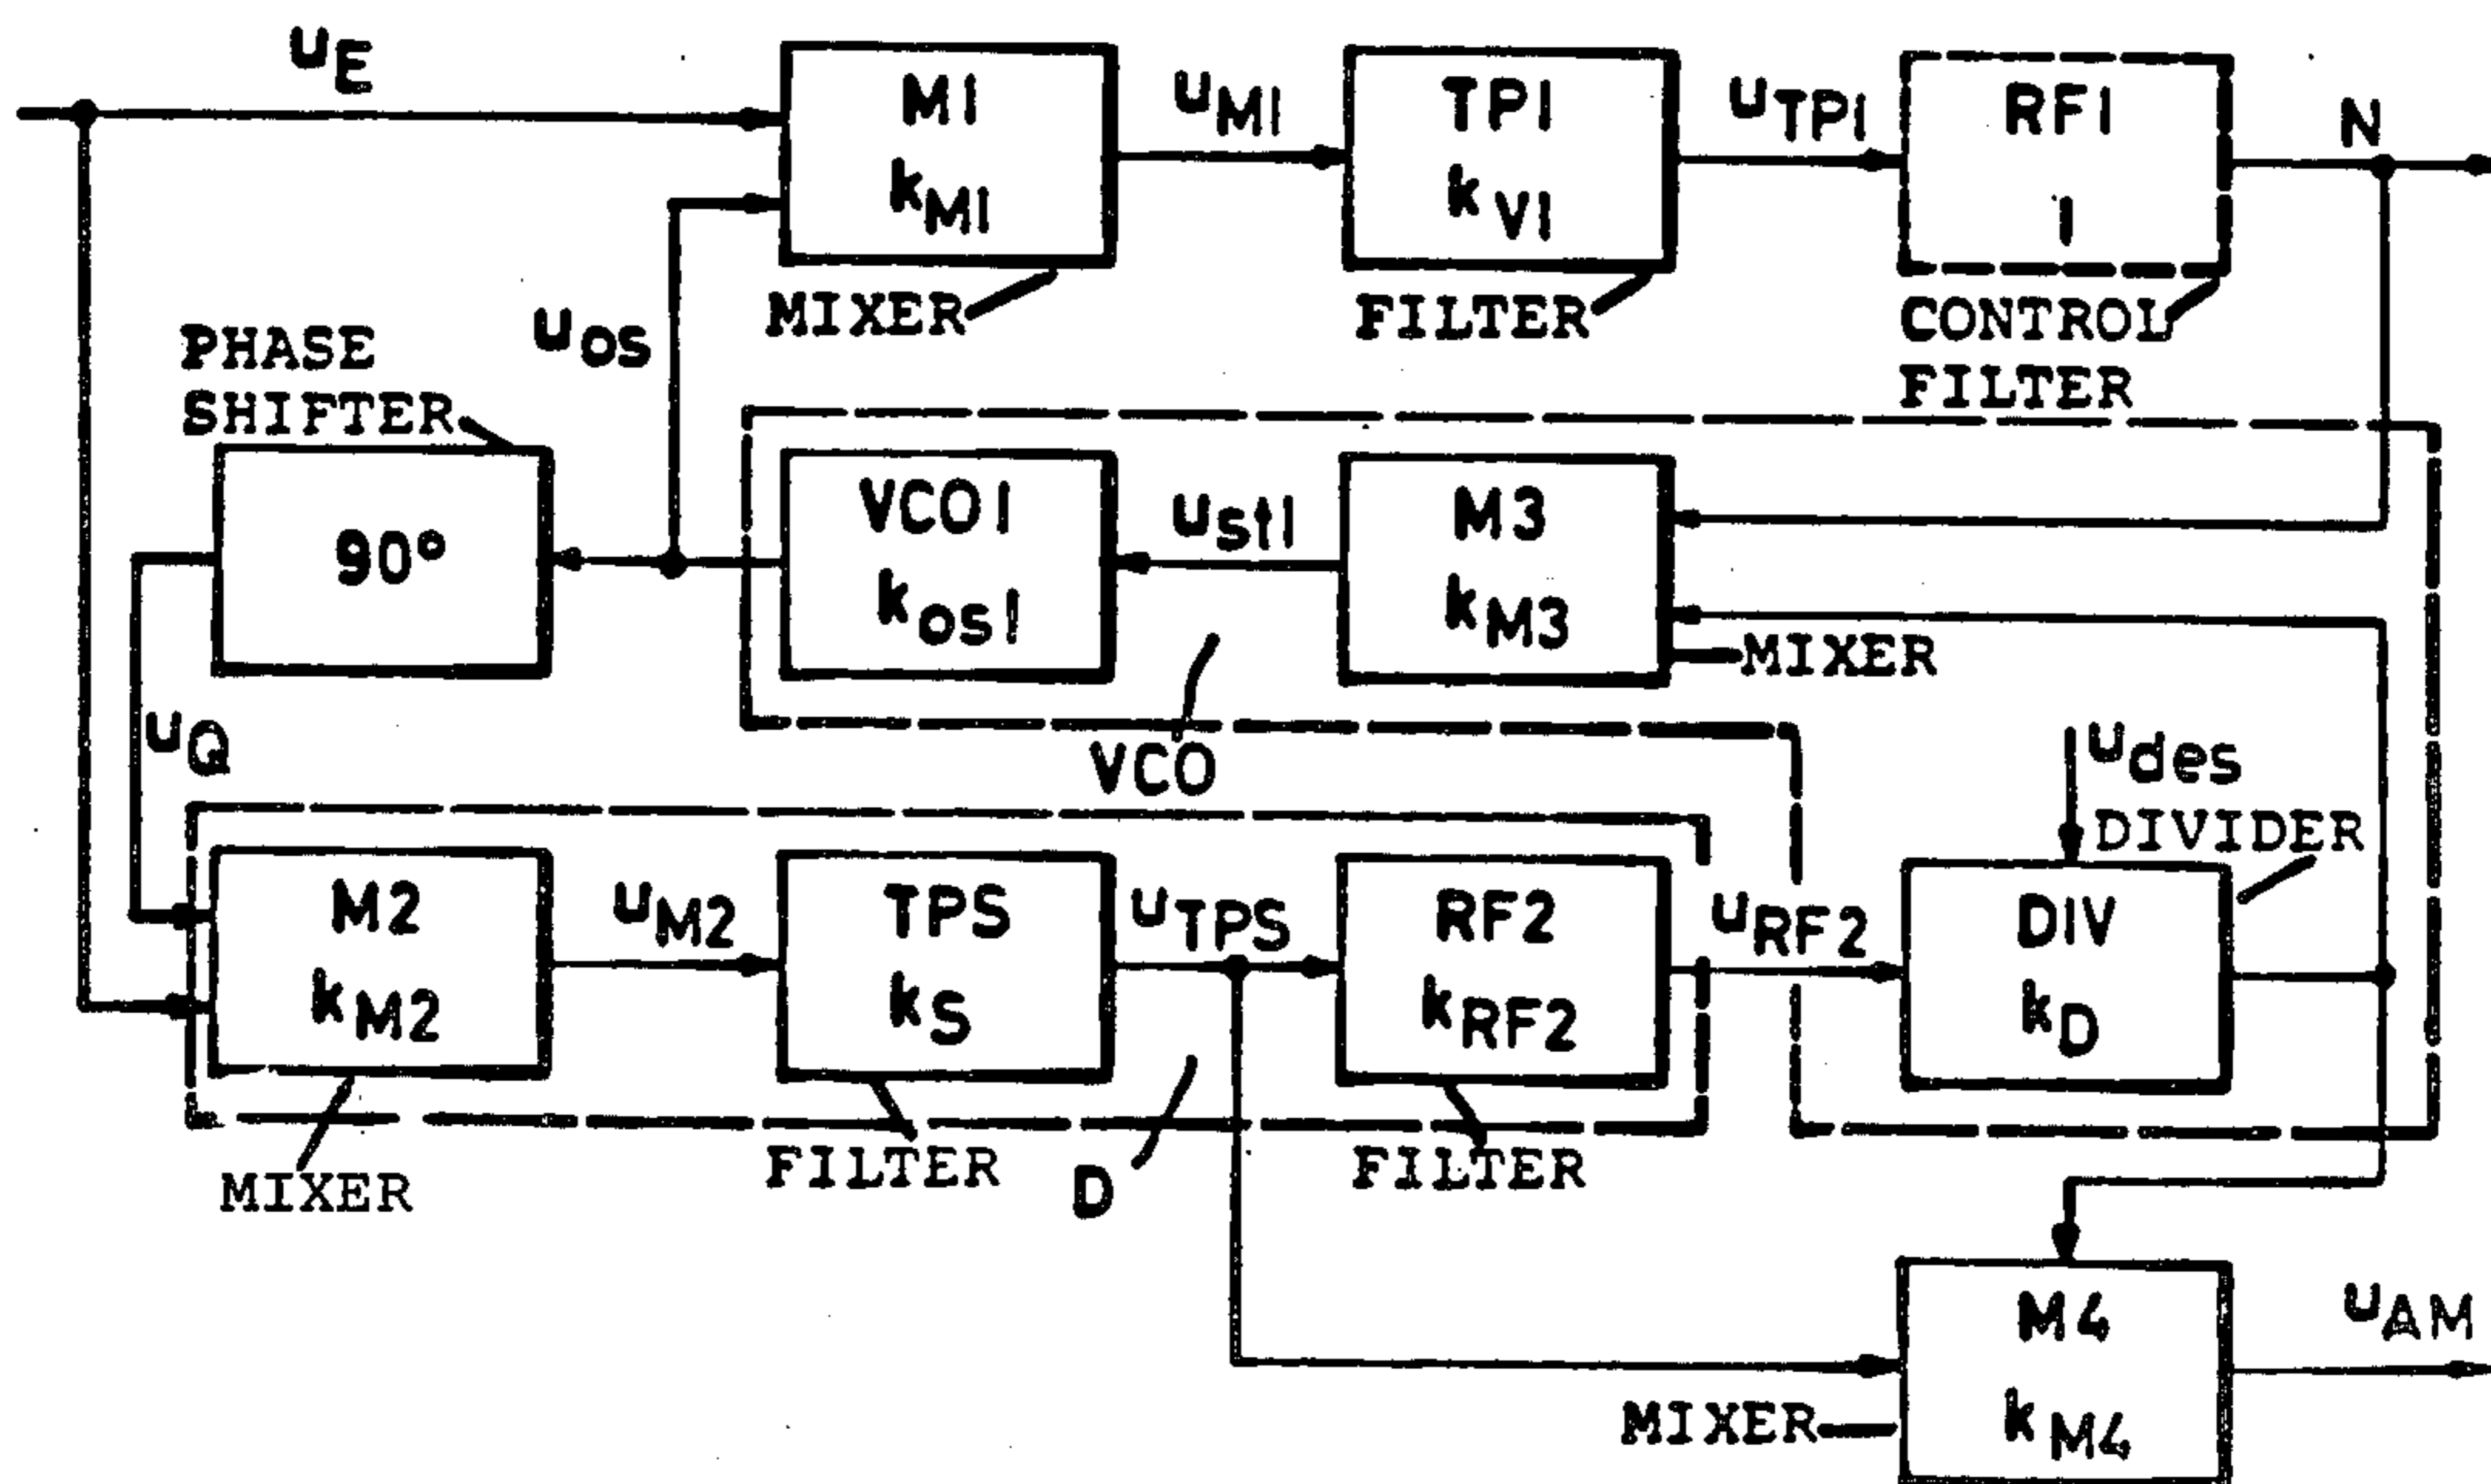 uE
M1
kM1
uM1
TP1
kV1
uTP1
RF1
1
N
MIXER
FILTER
CONTROL
FILTER
PHASE
SHIFTER
uos
90°
VCO1
kos1
ust1
M3
kM3
MIXER
uQ
VCO
udes
DIVIDER
M2
kM2
uM2
TPS
kS
uTPS
RF2
kRF2
uRF2
DIV
kD
MIXER
FILTER
D
FILTER
M4
kM4
uAM
MIXER